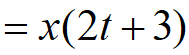 = x(2t + 3)